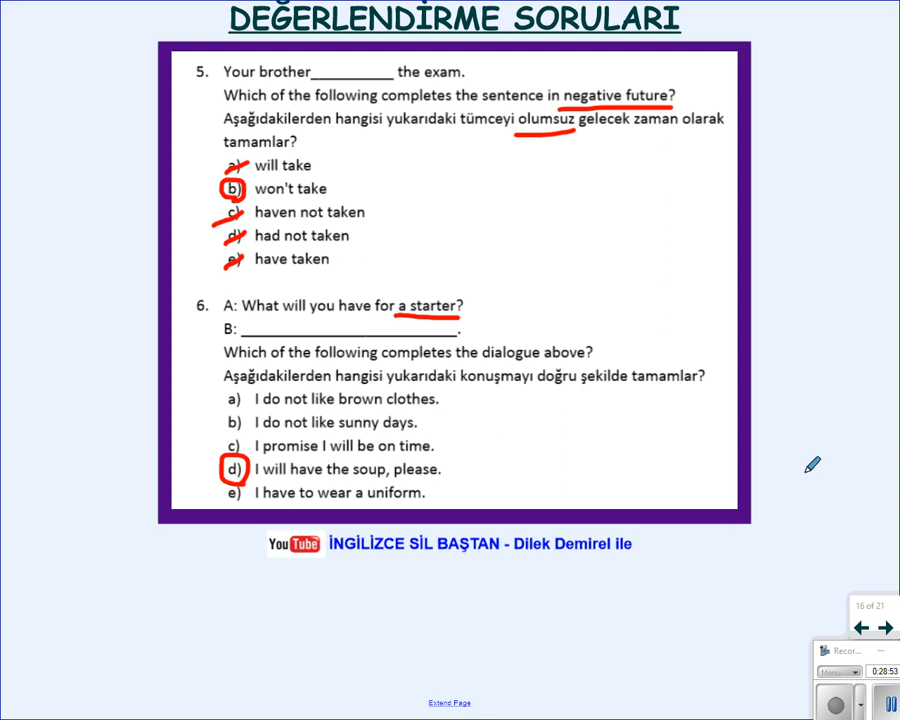 DEĞERLENDİRME SORULARI
5. Your brother__________ the exam.
Which of the following completes the sentence in negative future?
Aşağıdakilerden hangisi yukarıdaki tümceyi olumsuz gelecek zaman olarak
tamamlar?
a) will take
b) won't take
c) haven not taken
d) had not taken
e) have taken
6. A: What will you have for a starter?
B: __________________________.
Which of the following completes the dialogue above?
Aşağıdakilerden hangisi yukarıdaki konuşmayı doğru şekilde tamamlar?
a) I do not like brown clothes.
b) I do not like sunny days.
c) I promise I will be on time.
d) I will have the soup, please.
e) I have to wear a uniform.
YouTube İNGİLİZCE SİL BAŞTAN - Dilek Demirel ile
16 of 21
Recor...
Menu 0:28:53
Extend Page